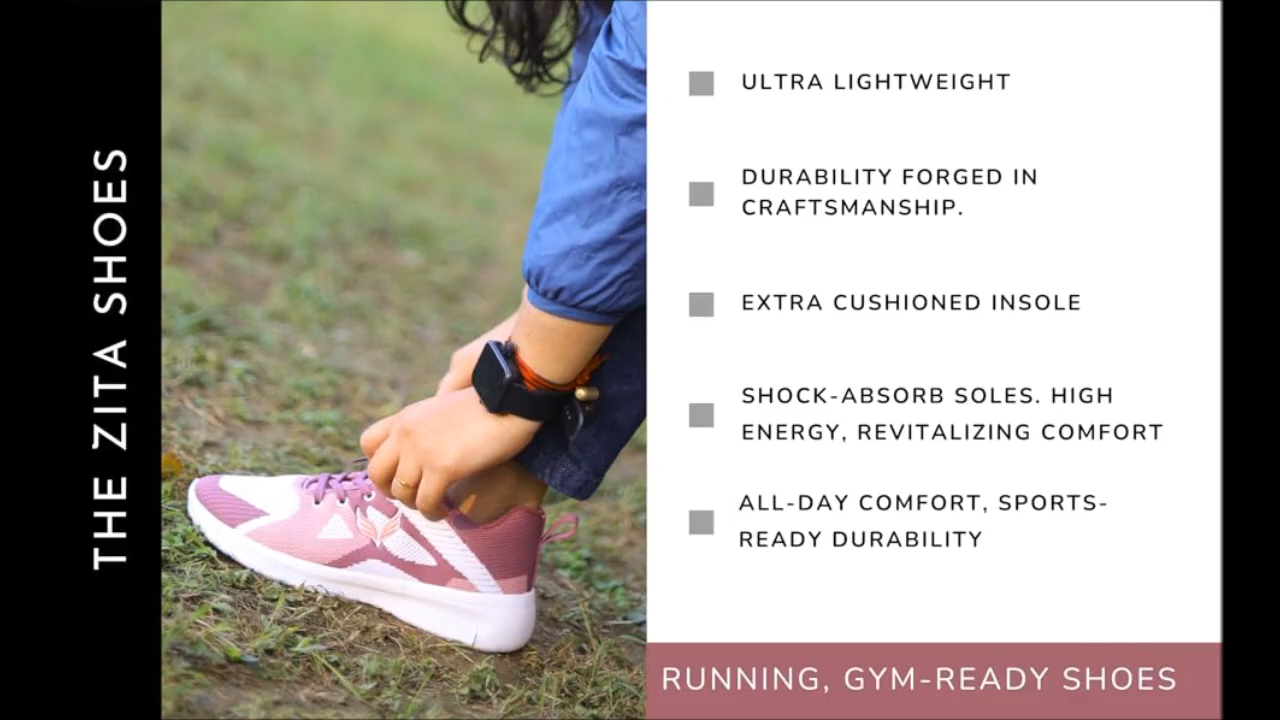 THE ZITA SHOES
ULTRA LIGHTWEIGHT
DURABILITY FORGED IN
CRAFTSMANSHIP.
EXTRA CUSHIONED INSOLE
SHOCK-ABSORB SOLES. HIGH
ENERGY, REVITALIZING COMFORT
ALL-DAY COMFORT, SPORTS-
READY DURABILITY
RUNNING, GYM-READY SHOES